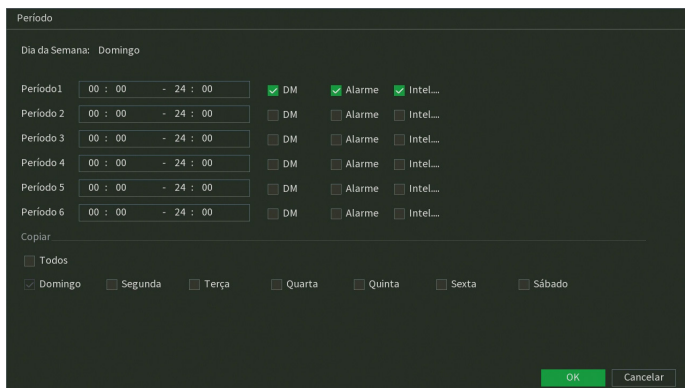 Período
Dia da Semana: Domingo
Período1 00 : 00 - 24 : 00 DM Alarme Intel....
Período 2 00 : 00 - 24 : 00 DM Alarme Intel....
Período 3 00 : 00 - 24 : 00 DM Alarme Intel....
Período 4 00 : 00 - 24 : 00 DM Alarme Intel....
Período 5 00 : 00 - 24 : 00 DM Alarme Intel....
Período 6 00 : 00 - 24 : 00 DM Alarme Intel....
Copiar
Todos
Domingo Segunda Terça Quarta Quinta Sexta Sábado
OK Cancelar